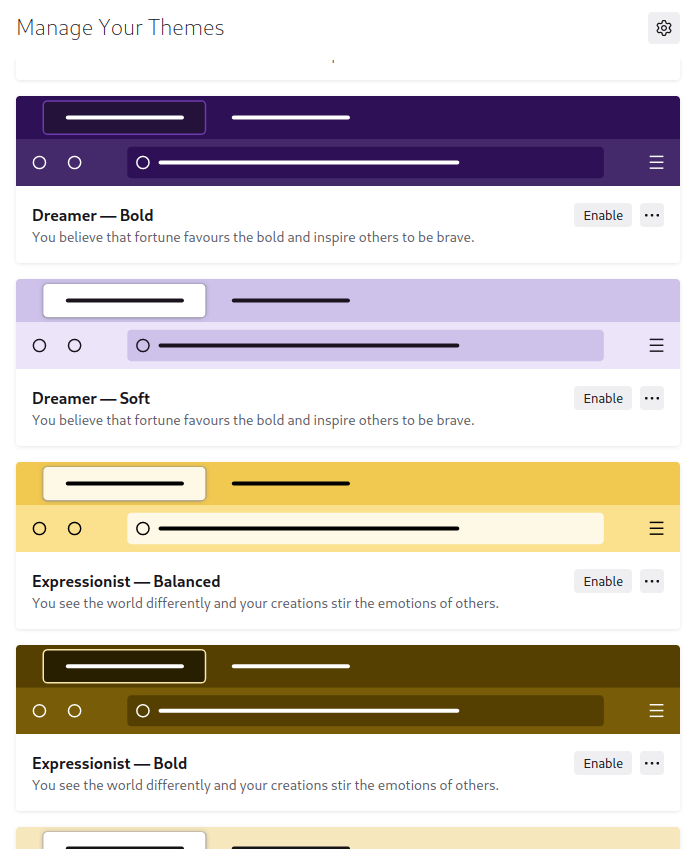 Manage Your Themes
Dreamer — Bold
Enable
You believe that fortune favours the bold and inspire others to be brave.
Dreamer — Soft
Enable
You believe that fortune favours the bold and inspire others to be brave.
Expressionist — Balanced
Enable
You see the world differently and your creations stir the emotions of others.
Expressionist — Bold
Enable
You see the world differently and your creations stir the emotions of others.